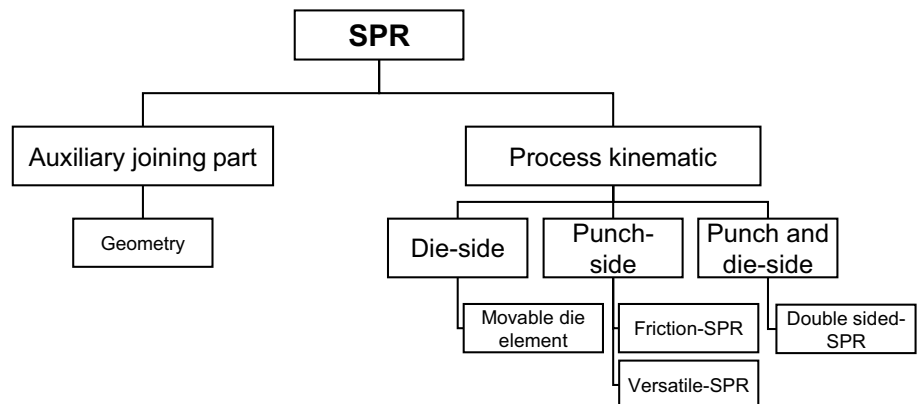 SPR
Auxiliary joining part
Process kinematic
Geometry
Die-side
Punch-
side
Punch and
die-side
Movable die
element
Friction-SPR
Double sided-
SPR
Versatile-SPR